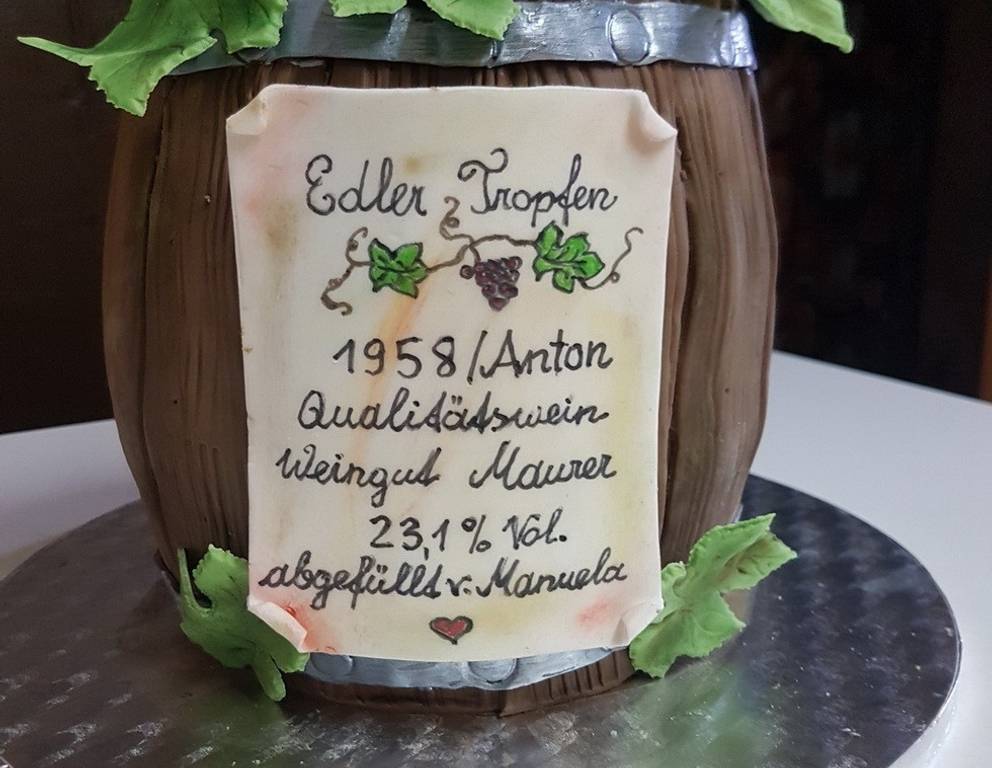 Edler Tropfen
1958/Anton
Qualitätswein
Weingut Maurer
23,1% Vol.
abgefüllt v. Manuela